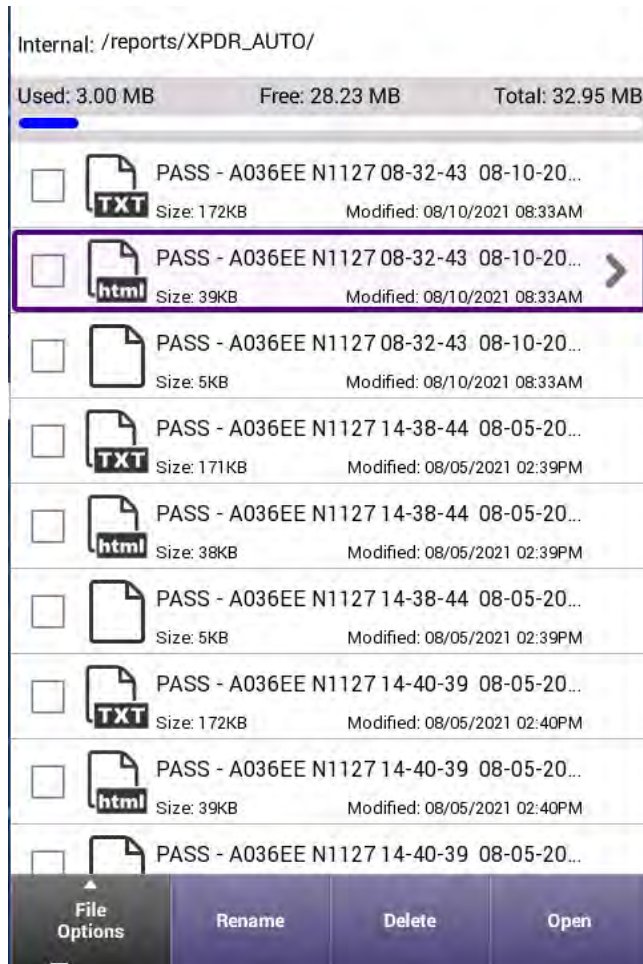 Internal: /reports/XPDR_AUTO/
Used: 3.00 MB Free: 28.23 MB Total: 32.95 MB
PASS - A036EE N1127 08-32-43 08-10-20...
TXT Size: 172KB Modified: 08/10/2021 08:33AM
PASS - A036EE N1127 08-32-43 08-10-20...
html Size: 39KB Modified: 08/10/2021 08:33AM
PASS - A036EE N1127 08-32-43 08-10-20...
Size: 5KB Modified: 08/10/2021 08:33AM
PASS - A036EE N1127 14-38-44 08-05-20...
TXT Size: 171KB Modified: 08/05/2021 02:39PM
PASS - A036EE N1127 14-38-44 08-05-20...
html Size: 38KB Modified: 08/05/2021 02:39PM
PASS - A036EE N1127 14-38-44 08-05-20...
Size: 5KB Modified: 08/05/2021 02:39PM
PASS - A036EE N1127 14-40-39 08-05-20...
TXT Size: 172KB Modified: 08/05/2021 02:40PM
PASS - A036EE N1127 14-40-39 08-05-20...
html Size: 39KB Modified: 08/05/2021 02:40PM
PASS - A036EE N1127 14-40-39 08-05-20...
File Options Rename Delete Open